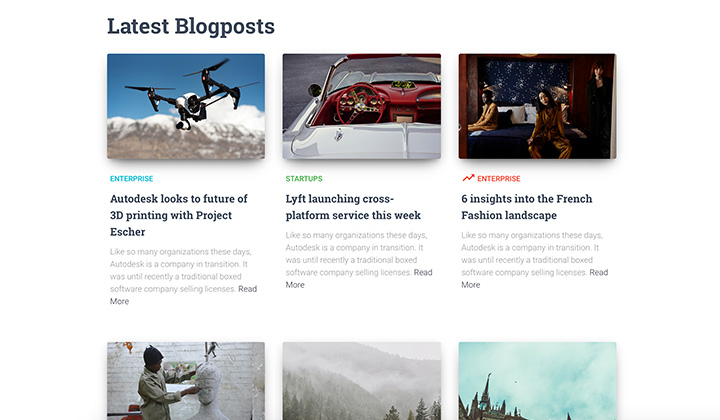 Latest Blogposts
ENTERPRISE
Autodesk looks to future of
3D printing with Project
Escher
Like so many organizations these days,
Autodesk is a company in transition. It
was until recently a traditional boxed
software company selling licenses. Read
More
STARTUPS
Lyft launching cross-
platform service this week
Like so many organizations these days,
Autodesk is a company in transition. It
was until recently a traditional boxed
software company selling licenses. Read
More
ENTERPRISE
6 insights into the French
Fashion landscape
Like so many organizations these days,
Autodesk is a company in transition. It
was until recently a traditional boxed
software company selling licenses. Read
More